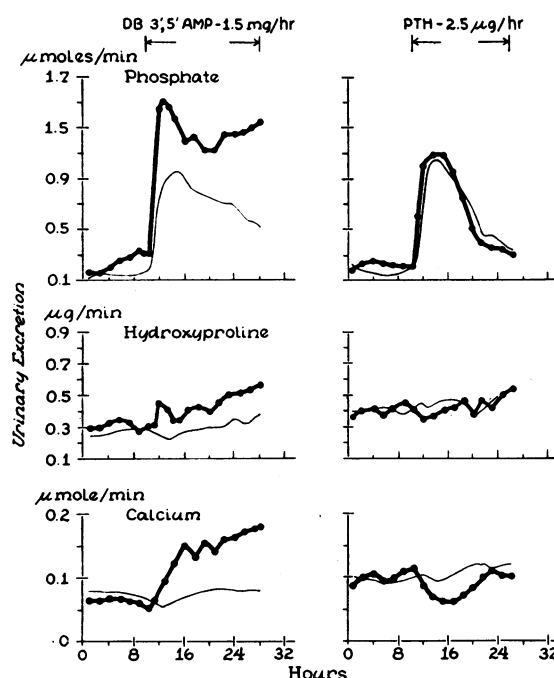 DB 3',5' AMP-1.5 mg/hr
PTH-2.5 μg/hr
μmoles/min
Phosphate
1.7
1.5
0.9
0.5
0.1
Urinary Excretion
μg/min
Hydroxyproline
0.9
0.7
0.5
0.3
0.1
μmole/min
Calcium
0.2
0.1
0
0 8 16 24 32
0 8 16 24 32
Hours